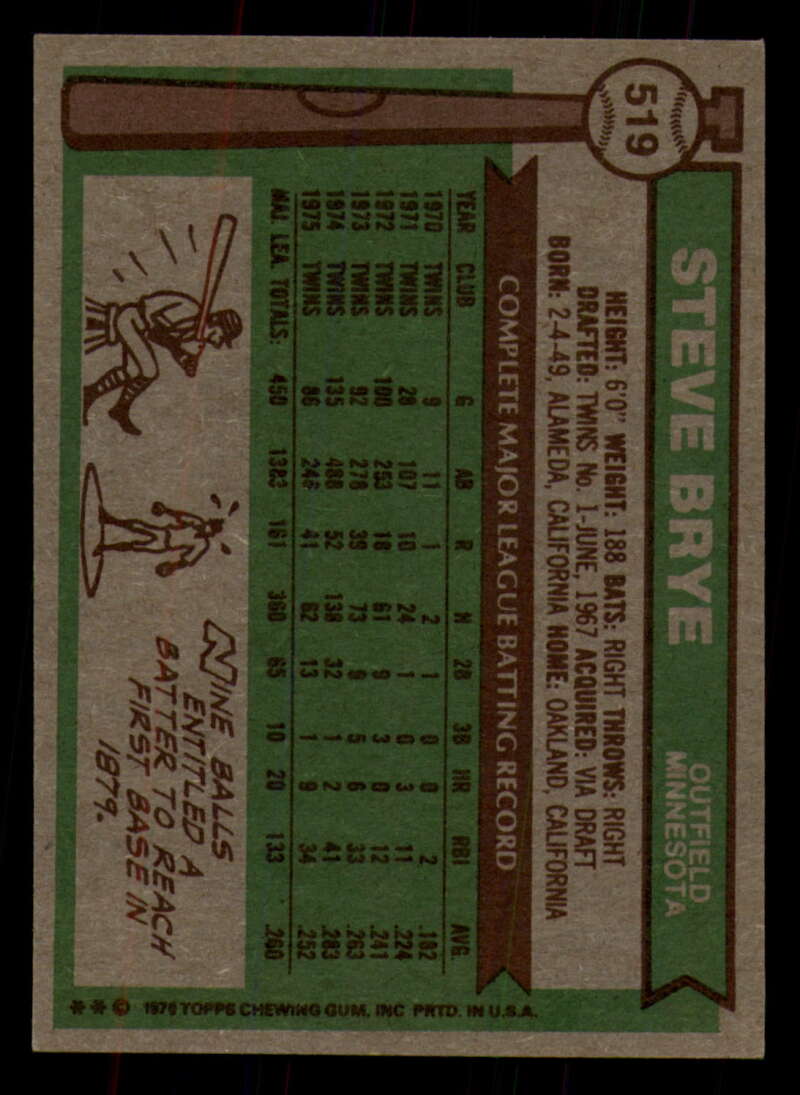 519
STEVE BRYE
OUTFIELD
MINNESOTA
HEIGHT: 6'0" WEIGHT: 188 BATS: RIGHT THROWS: RIGHT
DRAFTED: TWINS No. 1-JUNE, 1967 ACQUIRED: VIA DRAFT
BORN: 2-4-49, ALAMEDA, CALIFORNIA HOME: OAKLAND, CALIFORNIA
COMPLETE MAJOR LEAGUE BATTING RECORD
YEAR CLUB G AB R H 2B 3B HR RBI AVG.
1970 TWINS 9 11 1 2 1 0 0 2 .182
1971 TWINS 28 107 10 24 1 0 3 11 .224
1972 TWINS 100 253 18 61 9 3 0 12 .241
1973 TWINS 92 278 39 73 9 5 6 33 .263
1974 TWINS 135 488 52 138 32 1 2 41 .283
1975 TWINS 86 246 41 62 13 1 9 34 .252
MAJ. LEA. TOTALS: 450 1383 161 360 65 10 20 133 .260
NINE BALLS
ENTITLED A
BATTER TO REACH
FIRST BASE IN
1879.
* * © 1976 TOPPS CHEWING GUM, INC PRTD. IN U.S.A.